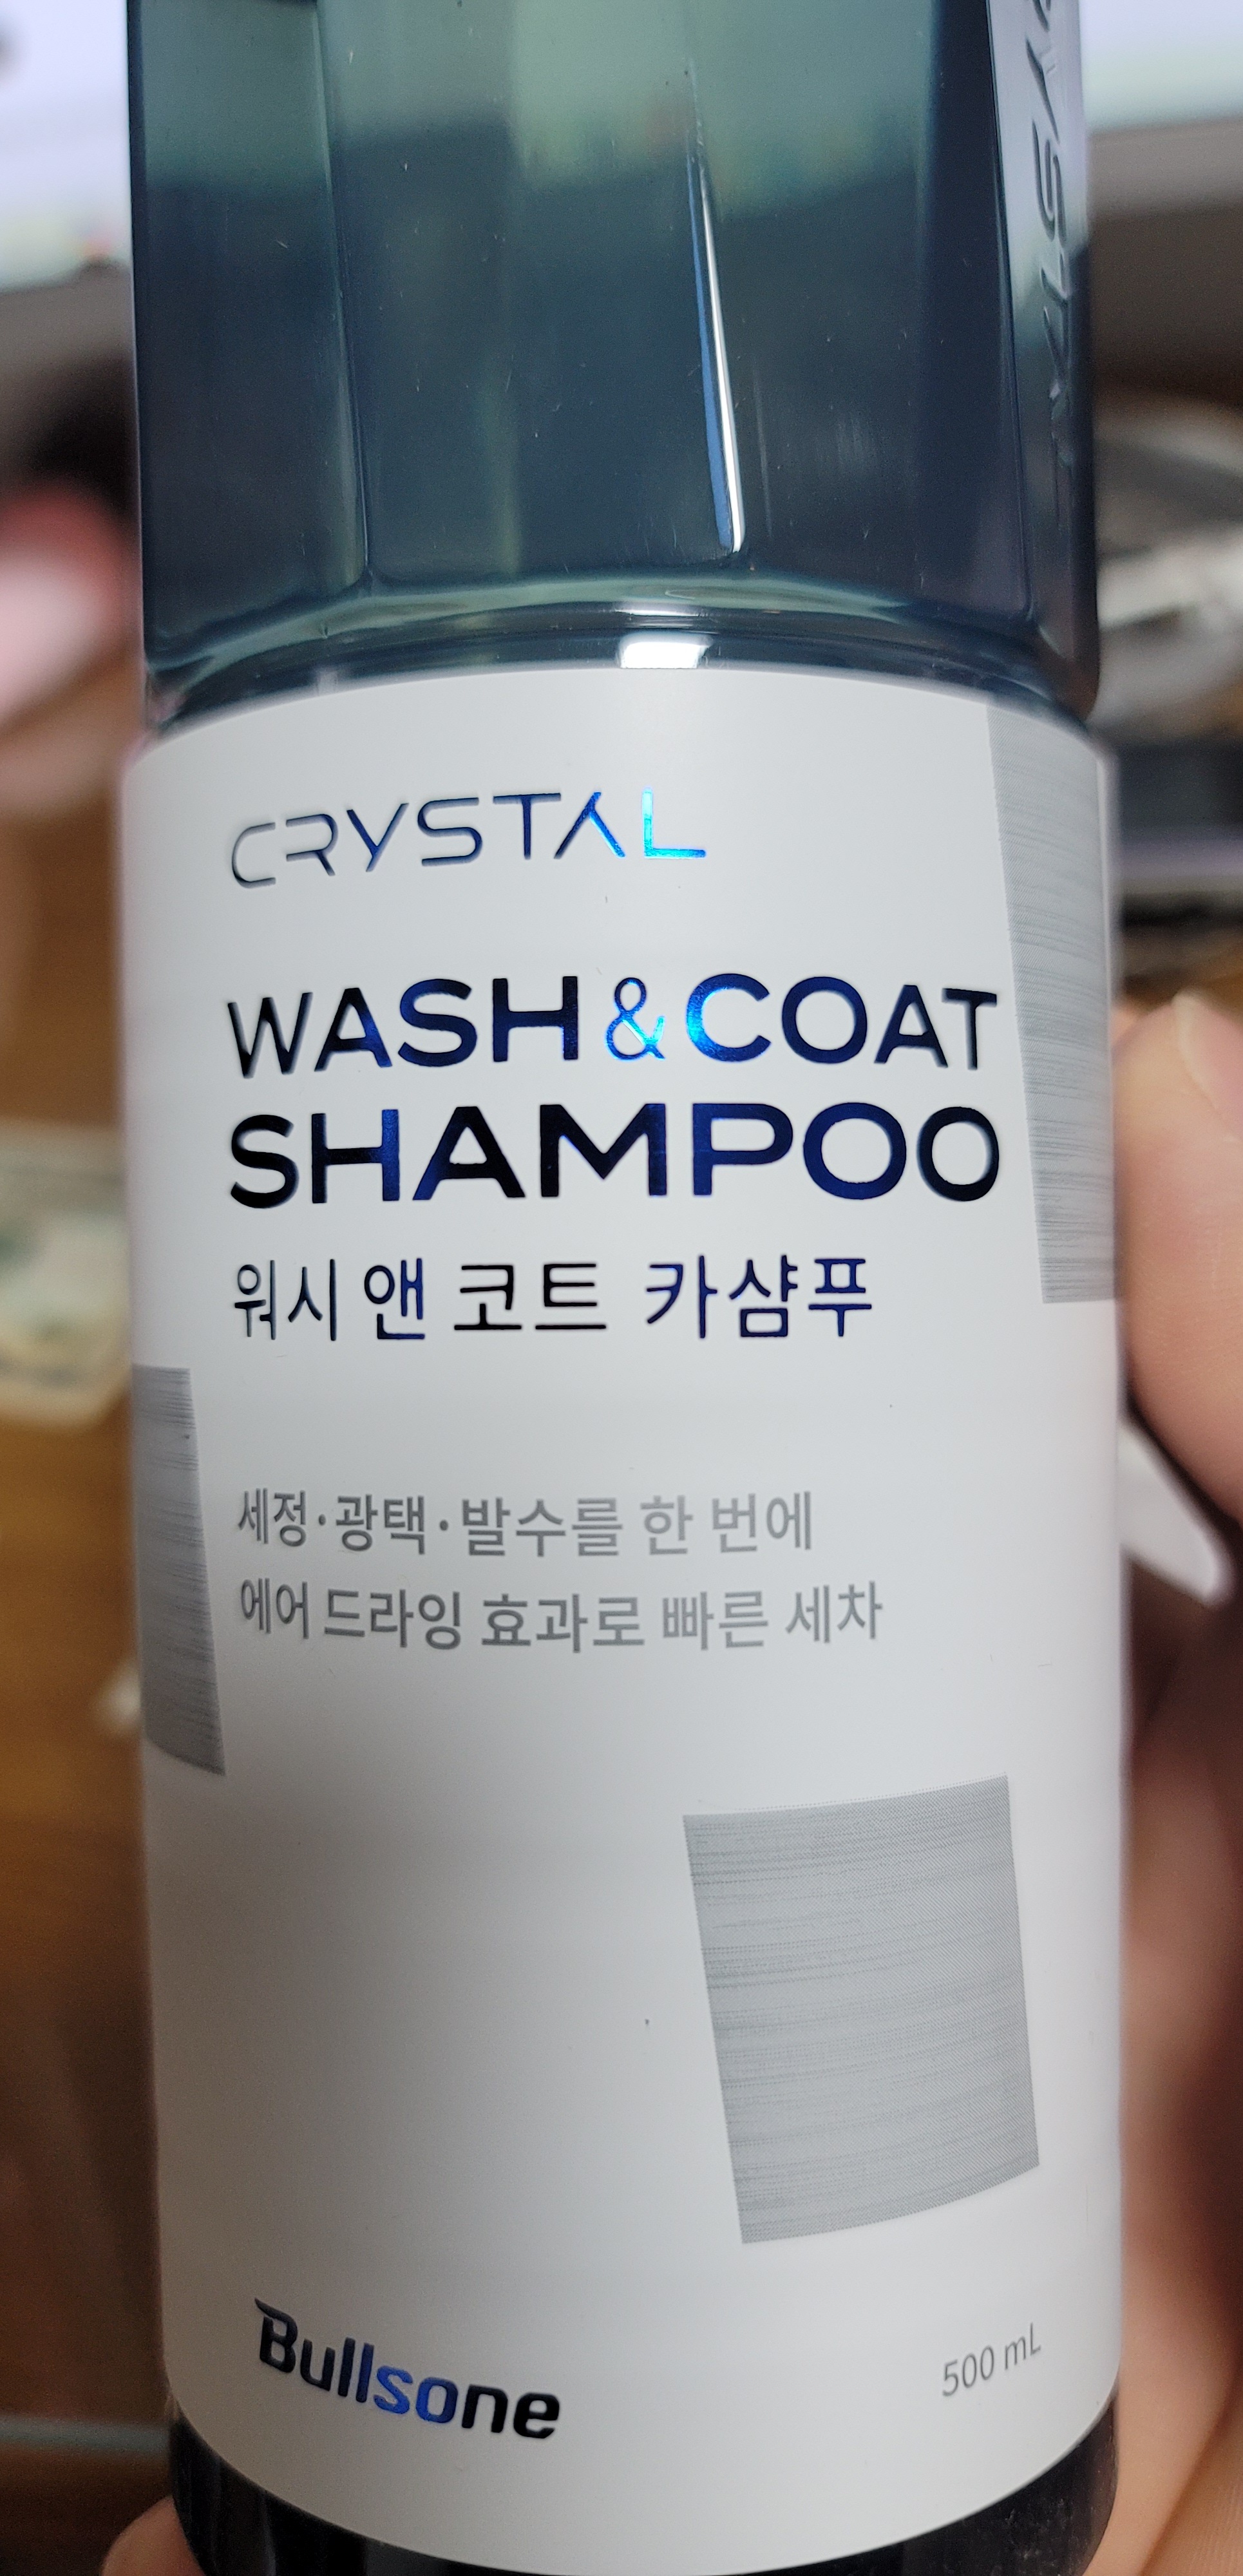 CRYSTAL
WASH&COAT
SHAMPOO
워시 앤 코트 카샴푸
세정·광택·발수를 한 번에
에어 드라잉 효과로 빠른 세차
Bullsone
500 mL